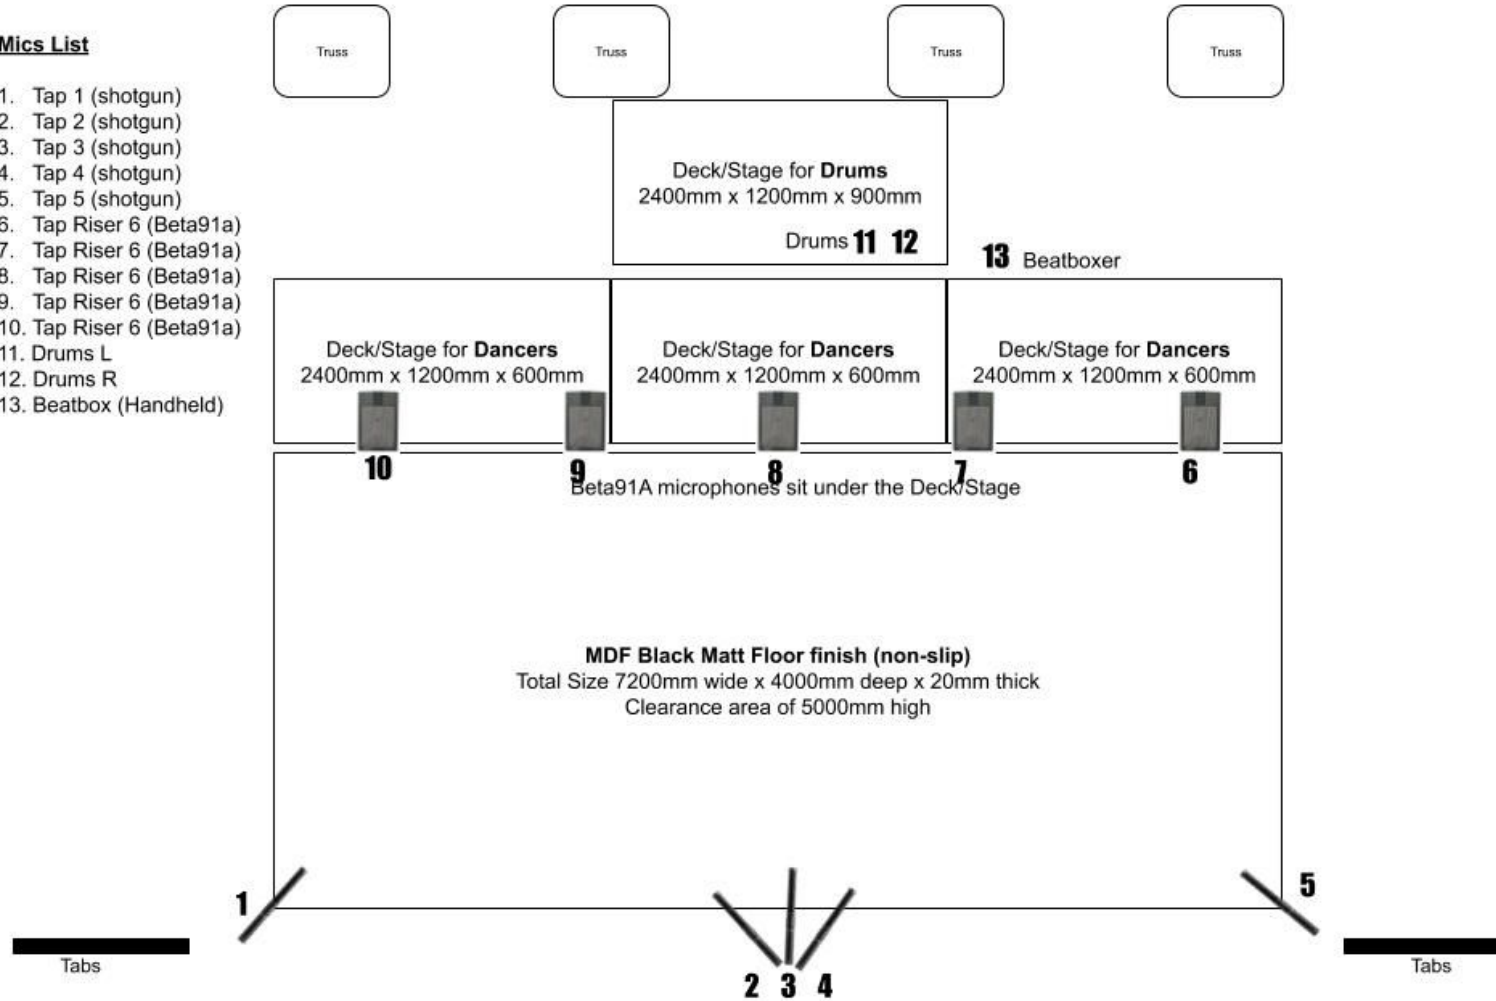 Mics List
1. Tap 1 (shotgun)
2. Tap 2 (shotgun)
3. Tap 3 (shotgun)
4. Tap 4 (shotgun)
5. Tap 5 (shotgun)
6. Tap Riser 6 (Beta91a)
7. Tap Riser 6 (Beta91a)
8. Tap Riser 6 (Beta91a)
9. Tap Riser 6 (Beta91a)
10. Tap Riser 6 (Beta91a)
11. Drums L
12. Drums R
13. Beatbox (Handheld)
Truss
Truss
Truss
Truss
Deck/Stage for Drums
2400mm x 1200mm x 900mm
Drums 11 12
13 Beatboxer
Deck/Stage for Dancers
2400mm x 1200mm x 600mm
Deck/Stage for Dancers
2400mm x 1200mm x 600mm
Deck/Stage for Dancers
2400mm x 1200mm x 600mm
10 9 8 7 6
Beta91A microphones sit under the Deck/Stage
MDF Black Matt Floor finish (non-slip)
Total Size 7200mm wide x 4000mm deep x 20mm thick
Clearance area of 5000mm high
1
5
Tabs
2 3 4
Tabs